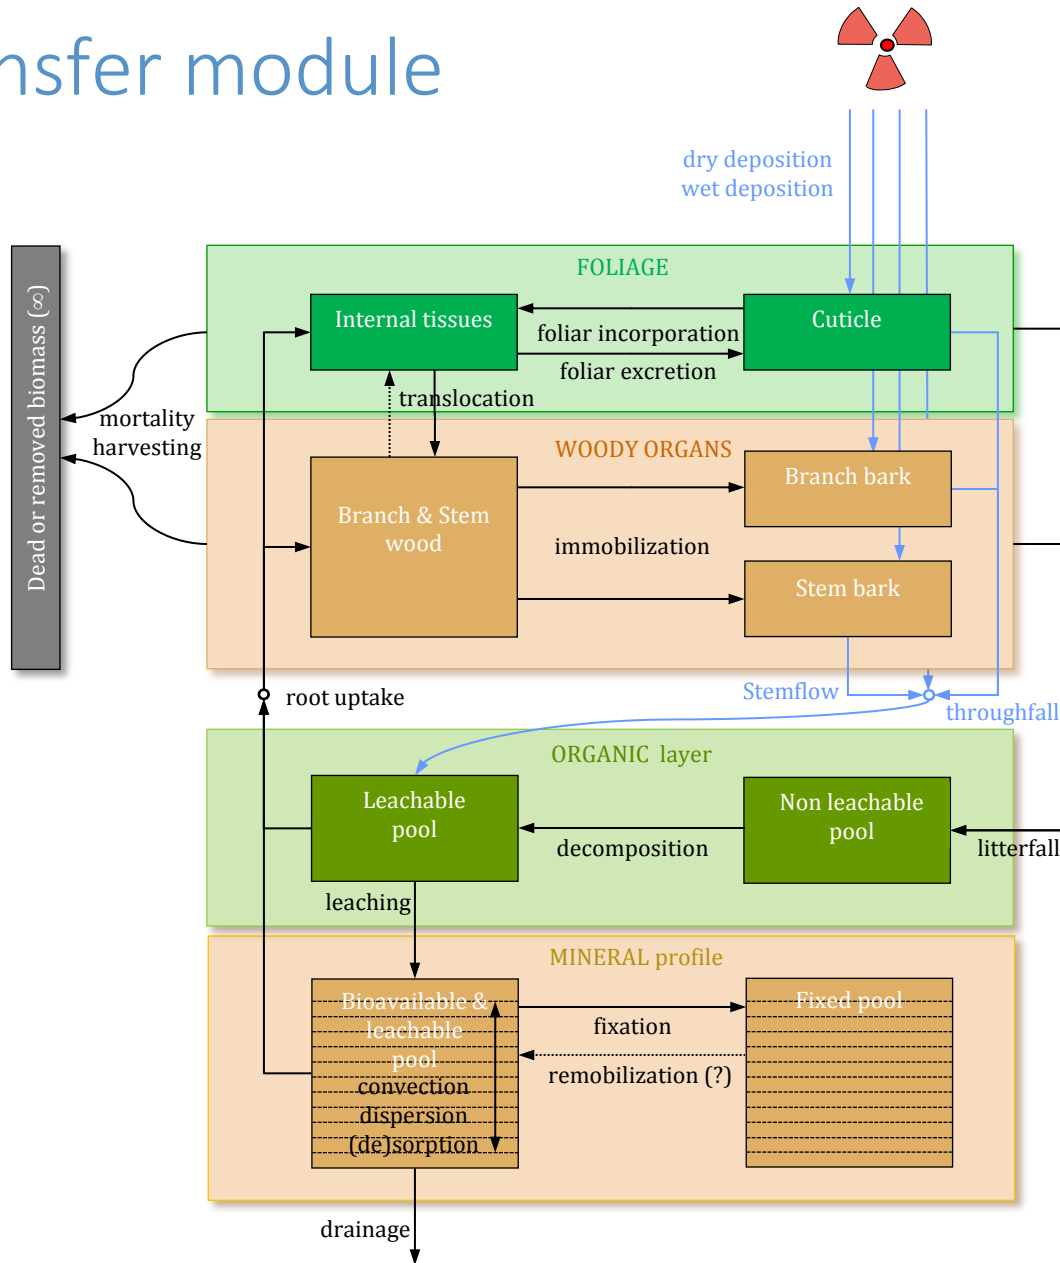 nsfer module
dry deposition
wet deposition
FOLIAGE
Internal tissues
Cuticle
foliar incorporation
foliar excretion
translocation
Dead or removed biomass (∞)
mortality
harvesting
WOODY ORGANS
Branch & Stem
wood
Branch bark
immobilization
Stem bark
root uptake
Stemflow
throughfall
ORGANIC layer
Leachable
pool
Non leachable
pool
decomposition
litterfall
leaching
MINERAL profile
Bioavailable &
leachable
pool
convection
dispersion
(de)sorption
Fixed pool
fixation
remobilization (?)
drainage